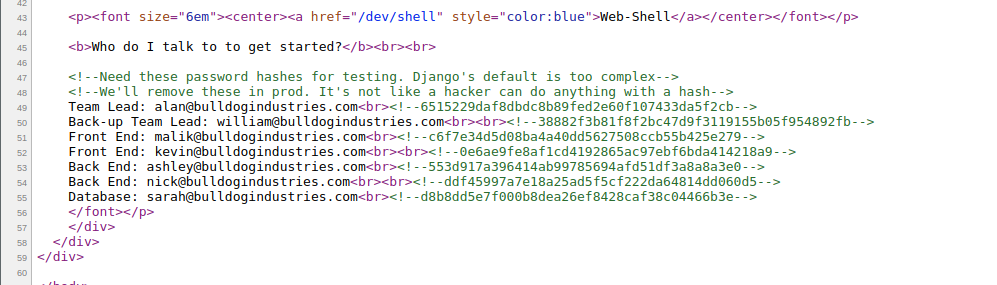 42
43 <p><font size="6em"><center><a href="/dev/shell" style="color:blue">Web-Shell</a></center></font></p>
44
45 <b>Who do I talk to to get started?</b><br><br>
46
47 <!--Need these password hashes for testing. Django's default is too complex-->
48 <!--We'll remove these in prod. It's not like a hacker can do anything with a hash-->
49 Team Lead: alan@bulldogindustries.com<br><!--6515229daf8dbdc8b89fed2e60f107433da5f2cb-->
50 Back-up Team Lead: william@bulldogindustries.com<br><br><!--38882f3b81f8f2bc47d9f3119155b05f954892fb-->
51 Front End: malik@bulldogindustries.com<br><!--c6f7e34d5d08ba4a40dd5627508ccb55b425e279-->
52 Front End: kevin@bulldogindustries.com<br><br><!--0e6ae9fe8af1cd4192865ac97ebf6bda414218a9-->
53 Back End: ashley@bulldogindustries.com<br><!--553d917a396414ab99785694afd51df3a8a8a3e0-->
54 Back End: nick@bulldogindustries.com<br><br><!--ddf45997a7e18a25ad5f5cf222da64814dd060d5-->
55 Database: sarah@bulldogindustries.com<br><!--d8b8dd5e7f000b8dea26ef8428caf38c04466b3e-->
56 </font></p>
57 </div>
58 </div>
59 </div>
60